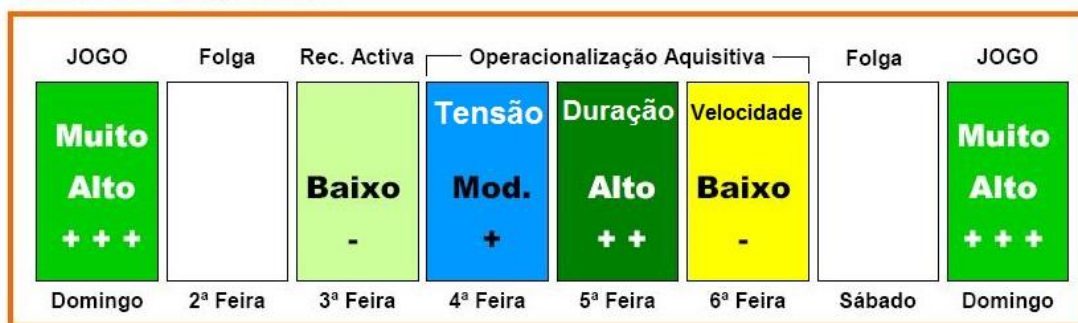 JOGO
Folga
Rec. Activa
Operacionalização Aquisitiva
Folga
JOGO
Muito
Alto
+ + +
Baixo
-
Tensão
Mod.
+
Duração
Alto
+ +
Velocidade
Baixo
-
Muito
Alto
+ + +
Domingo
2ª Feira
3ª Feira
4ª Feira
5ª Feira
6ª Feira
Sábado
Domingo